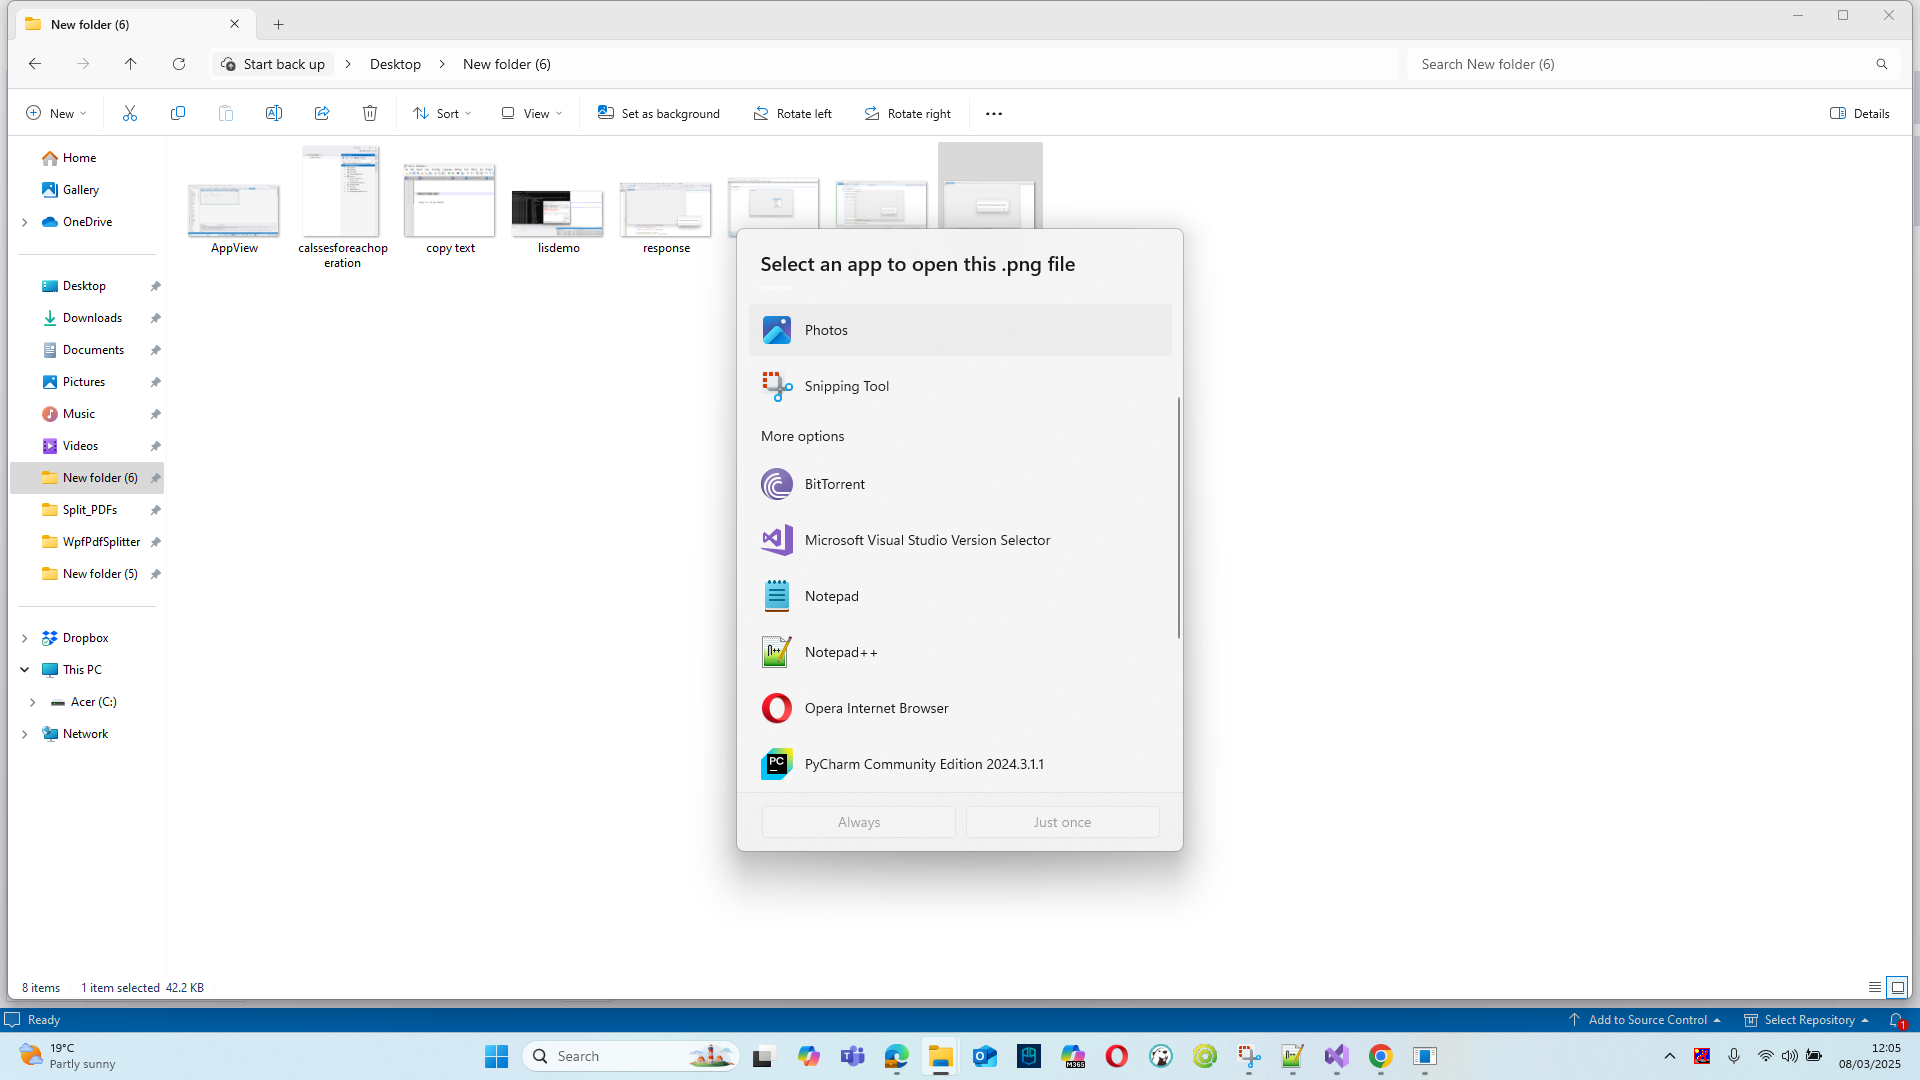 New folder (6)
Start back up
Desktop
New folder (6)
Search New folder (6)
New
Sort
View
Set as background
Rotate left
Rotate right
Details
Home
Gallery
OneDrive
Desktop
Downloads
Documents
Pictures
Music
Videos
New folder (6)
Split_PDFs
WpfPdfSplitter
New folder (5)
Dropbox
This PC
Acer (C:)
Network
AppView
calssesforeachop
eration
copy text
lisdemo
response
Select an app to open this .png file
Photos
Snipping Tool
More options
BitTorrent
Microsoft Visual Studio Version Selector
Notepad
Notepad++
Opera Internet Browser
PC
PyCharm Community Edition 2024.3.1.1
Always
Just once
8 items
1 item selected 42.2 KB
Ready
Add to Source Control
Select Repository
1
19°C
Partly sunny
Search
M365
12:05
08/03/2025